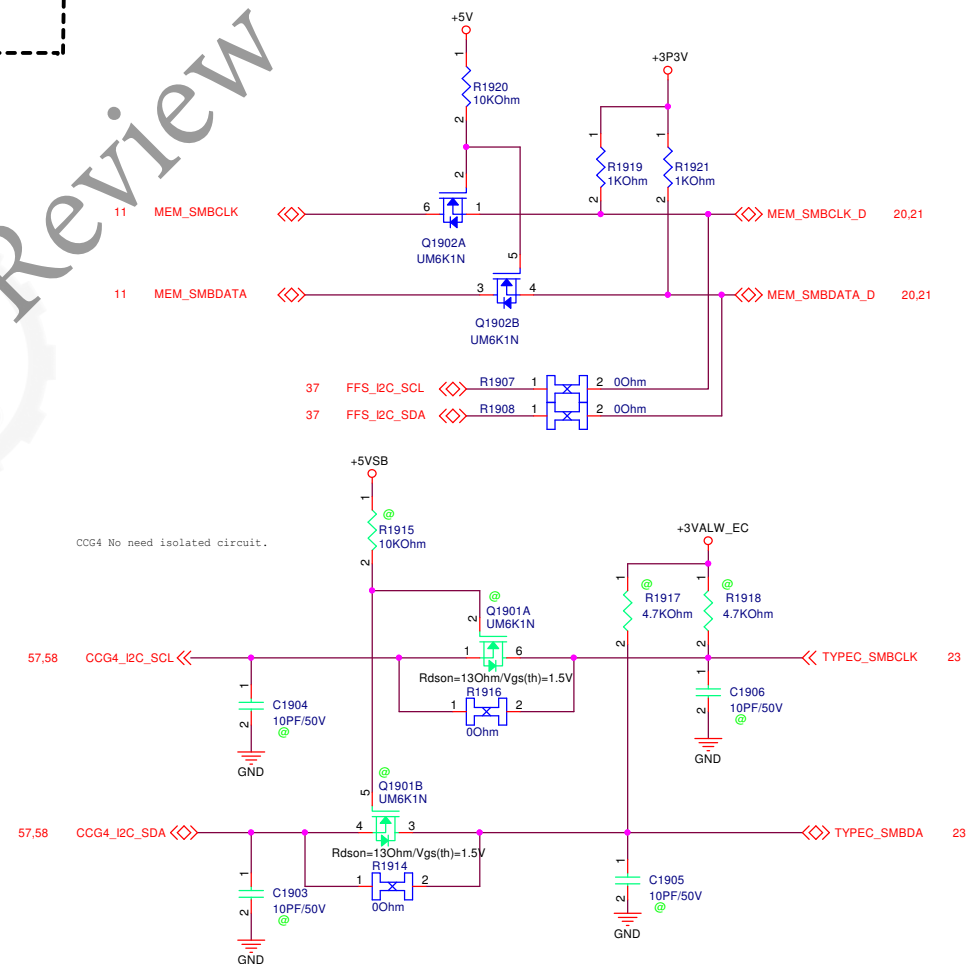 Review
+5V
1
R1920
10KOhm
2
+3P3V
1
R1919
1KOhm
2
1
R1921
1KOhm
2
2
11 MEM_SMBCLK
6
1
Q1902A
UM6K1N
MEM_SMBCLK_D 20,21
5
11 MEM_SMBDATA
3
4
Q1902B
UM6K1N
MEM_SMBDATA_D 20,21
37 FFS_I2C_SCL
R1907 1
2 0Ohm
37 FFS_I2C_SDA
R1908 1
2 0Ohm
+5VSB
1
@
R1915
10KOhm
2
CCG4 No need isolated circuit.
+3VALW_EC
1
@
R1917
4.7KOhm
2
1
@
R1918
4.7KOhm
2
@
Q1901A
UM6K1N
2
57,58 CCG4_I2C_SCL
1
6
Rdson=13Ohm/Vgs(th)=1.5V
R1916
1
2
0Ohm
TYPEC_SMBCLK 23
1
C1904
10PF/50V
2
@
GND
1
C1906
10PF/50V
2
@
GND
@
Q1901B
UM6K1N
5
57,58 CCG4_I2C_SDA
4
3
Rdson=13Ohm/Vgs(th)=1.5V
R1914
1
2
0Ohm
TYPEC_SMBDA 23
1
C1903
10PF/50V
2
@
GND
1
C1905
10PF/50V
2
@
GND